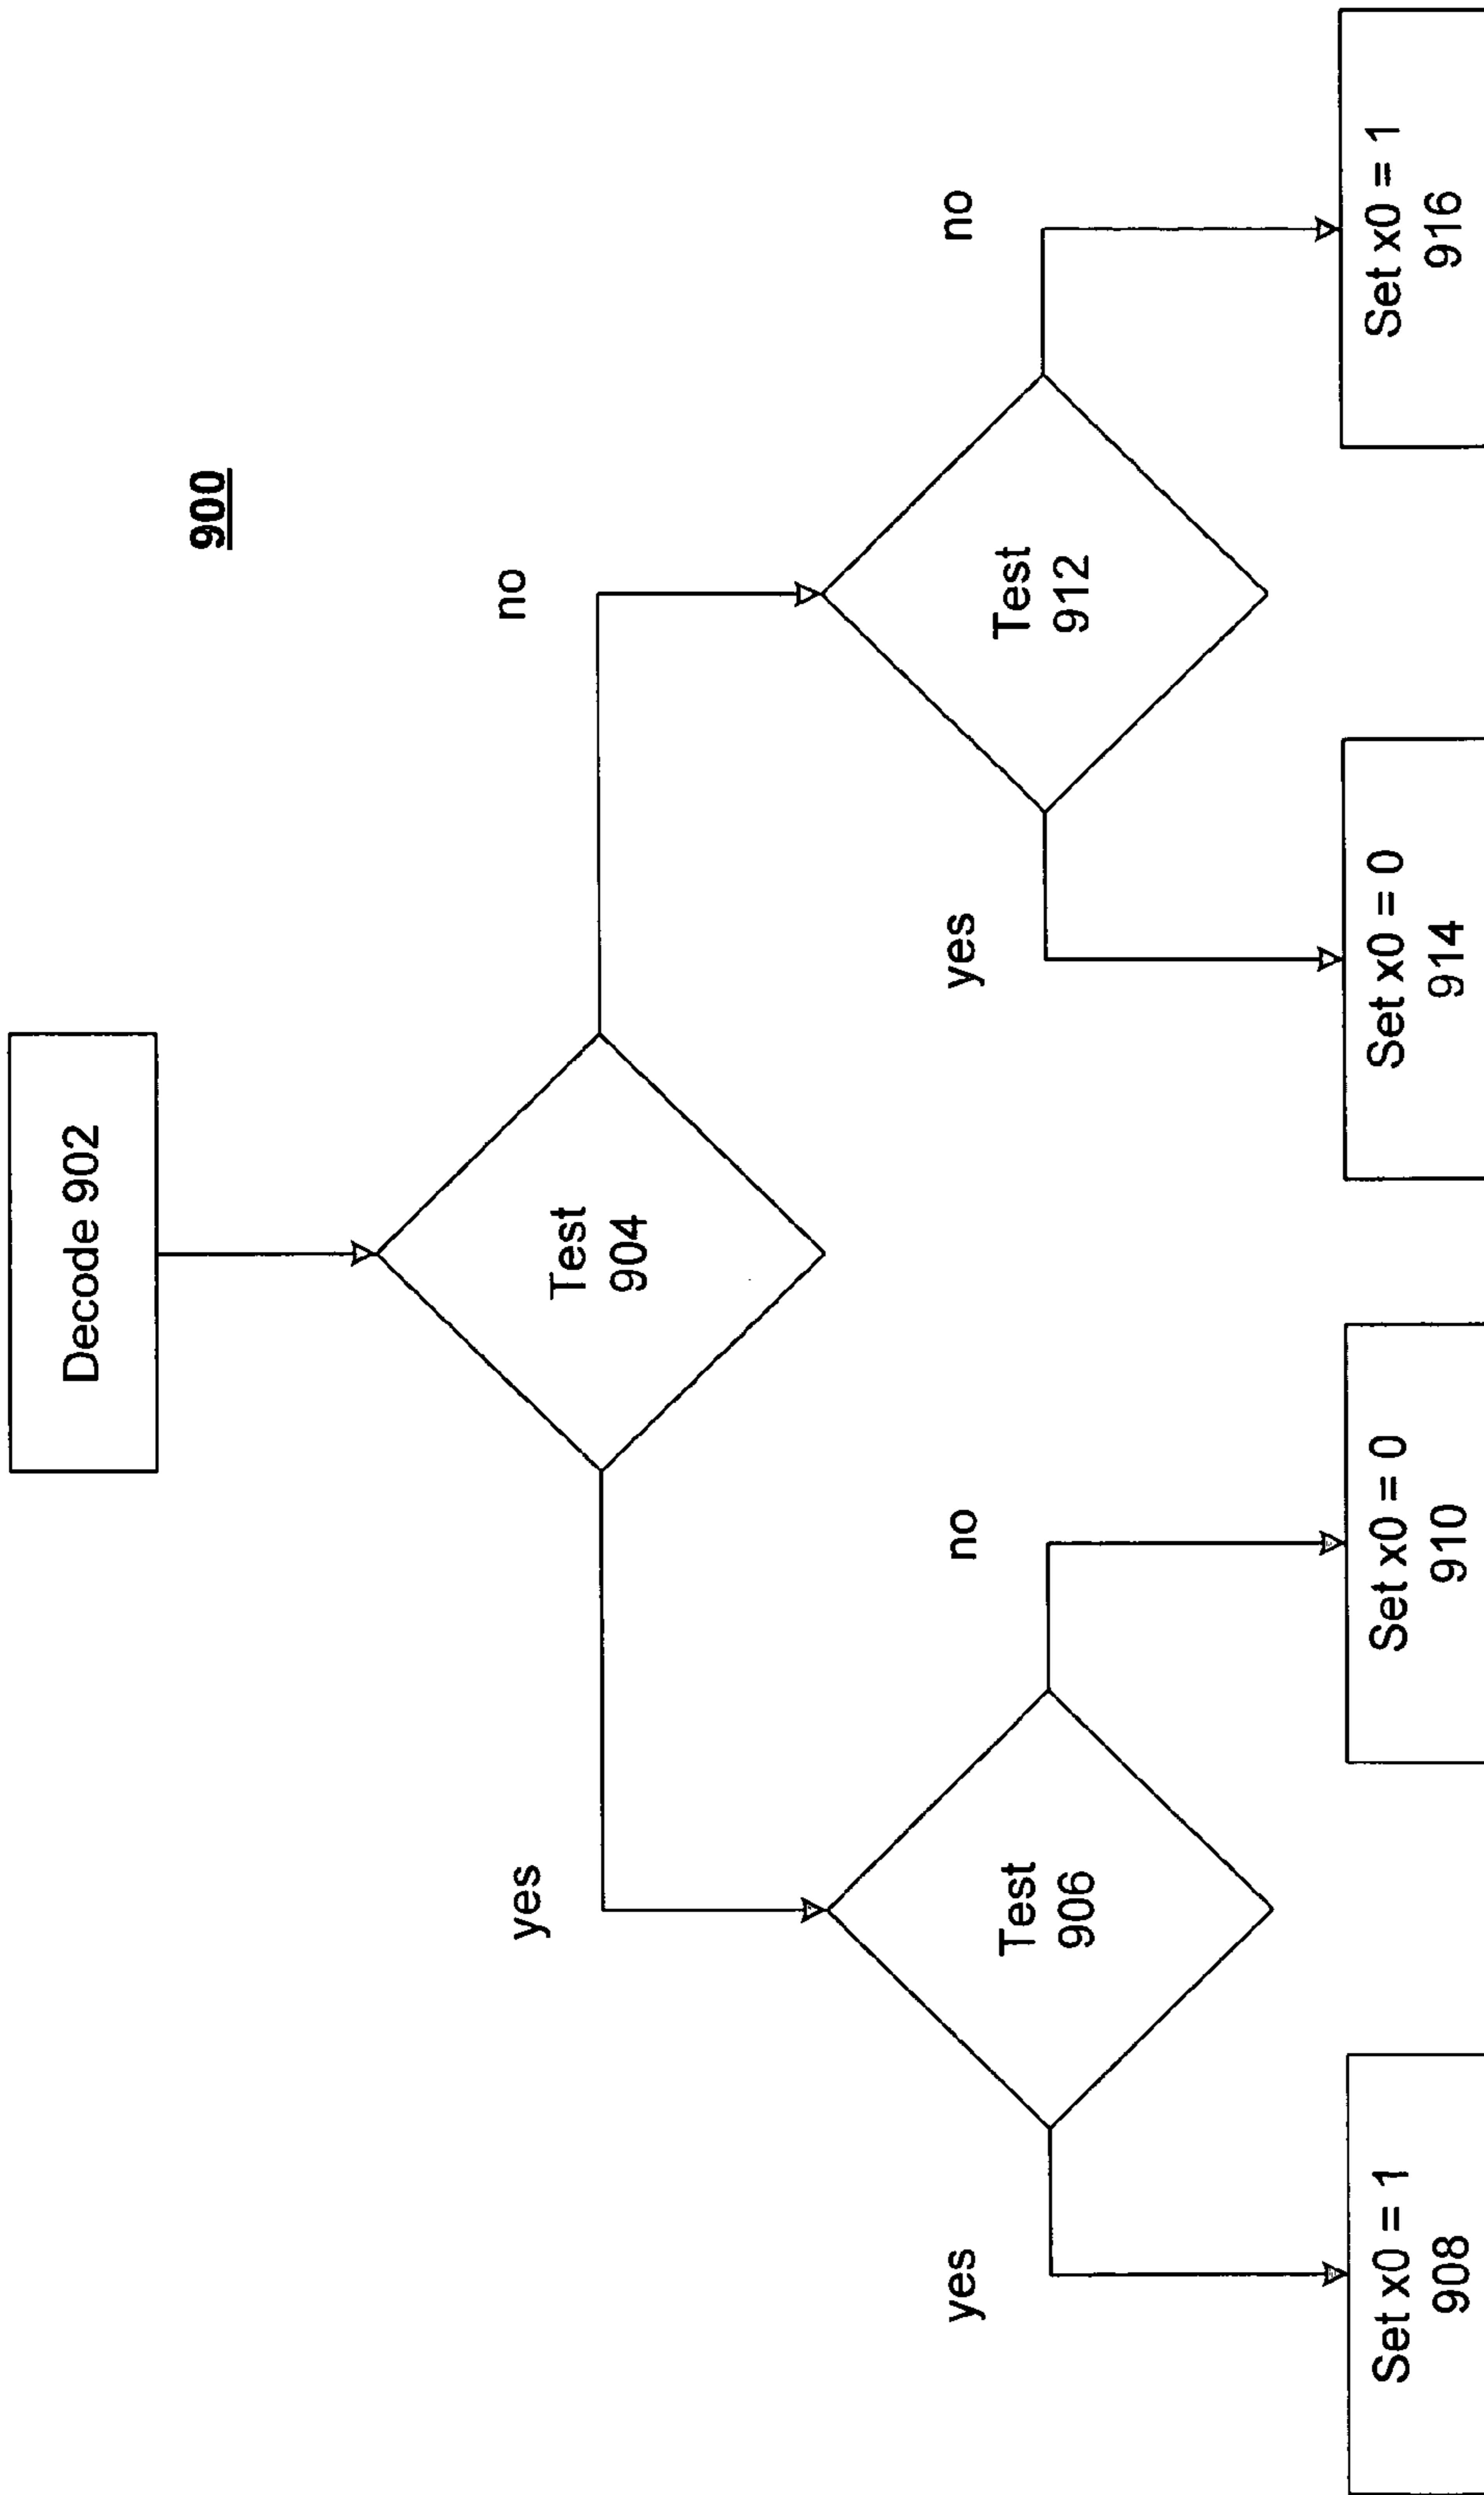 900
Decode 902
Test
904
yes
no
Test
906
Test
912
yes
no
yes
no
Set x0 = 1
908
Set x0 = 0
910
Set x0 = 0
914
Set x0 = 1
916